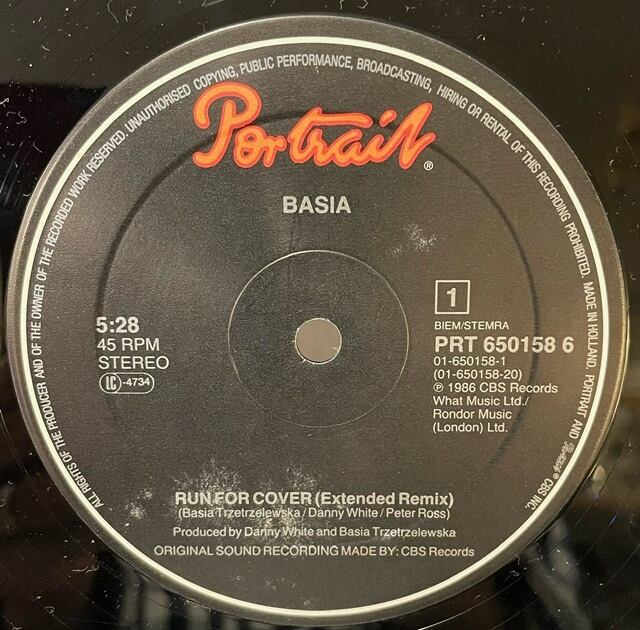 ALL RIGHTS OF THE PRODUCER AND OF THE OWNER OF THE RECORDED WORK RESERVED. UNAUTHORISED COPYING, PUBLIC PERFORMANCE, BROADCASTING, HIRING OR RENTAL OF THIS RECORDING PROHIBITED. MADE IN HOLLAND. PORTRAIT AND ® CBS INC.
Portrait®
BASIA
1
BIEM/STEMRA
PRT 650158 6
01-650158-1
(01-650158-20)
℗ 1986 CBS Records
What Music Ltd./
Rondor Music
(London) Ltd.
5:28
45 RPM
STEREO
LC-4734
RUN FOR COVER (Extended Remix)
(Basia Trzetrzelewska/Danny White/Peter Ross)
Produced by Danny White and Basia Trzetrzelewska
ORIGINAL SOUND RECORDING MADE BY: CBS Records